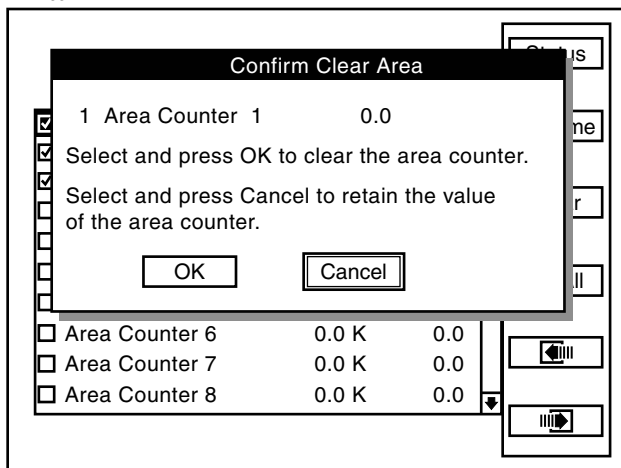 Confirm Clear Area
1 Area Counter 1 0.0
Select and press OK to clear the area counter.
Select and press Cancel to retain the value
of the area counter.
OK Cancel
Area Counter 6 0.0 K 0.0
Area Counter 7 0.0 K 0.0
Area Counter 8 0.0 K 0.0